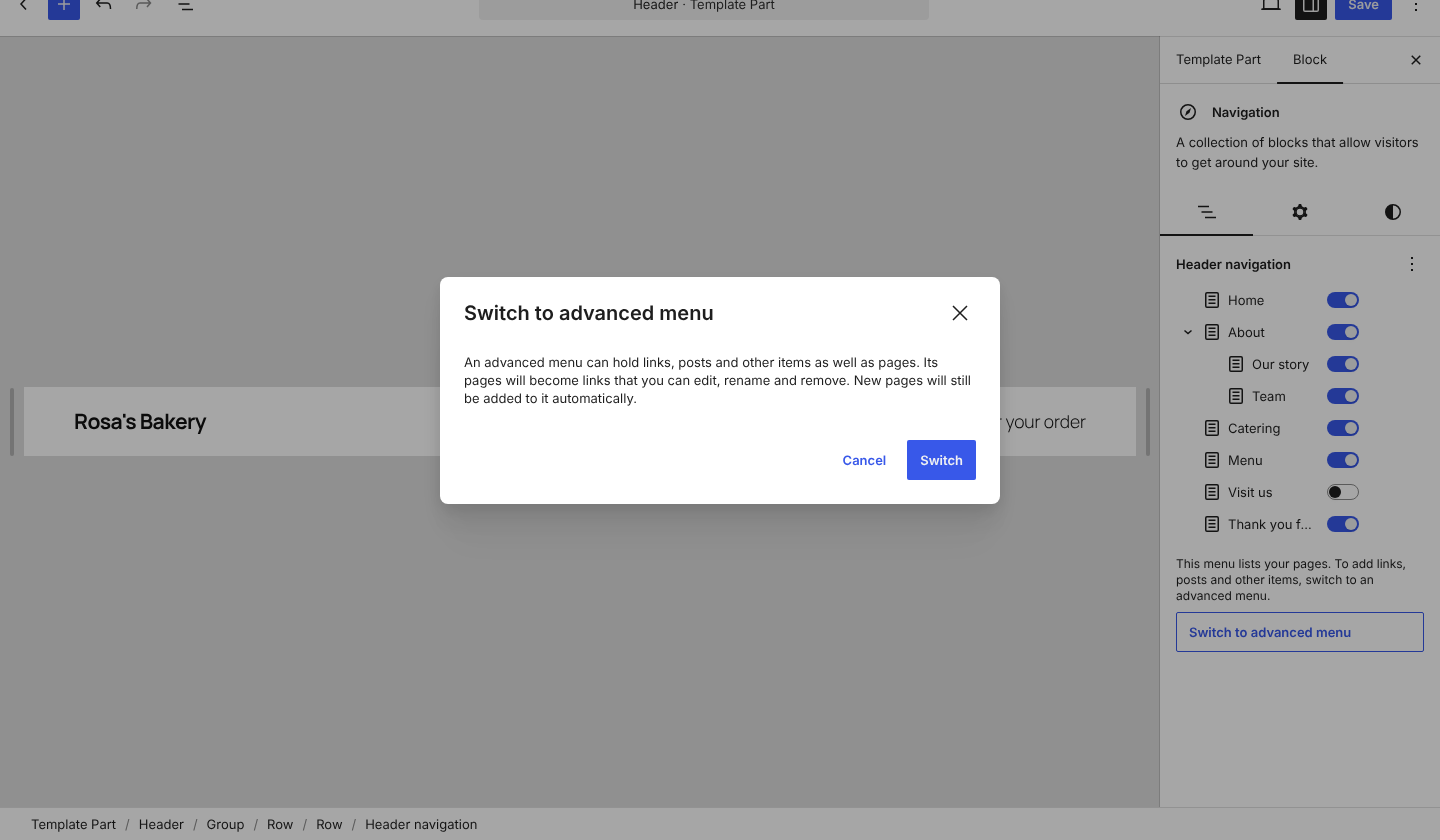 Header · Template Part
Save
Template Part
Block
Navigation
A collection of blocks that allow visitors
to get around your site.
Header navigation
Home
About
Our story
Team
Catering
Menu
Visit us
Thank you f...
This menu lists your pages. To add links,
posts and other items, switch to an
advanced menu.
Switch to advanced menu
Switch to advanced menu
An advanced menu can hold links, posts and other items as well as pages. Its
pages will become links that you can edit, rename and remove. New pages will still
be added to it automatically.
Cancel
Switch
Rosa's Bakery
your order
Template Part / Header / Group / Row / Row / Header navigation